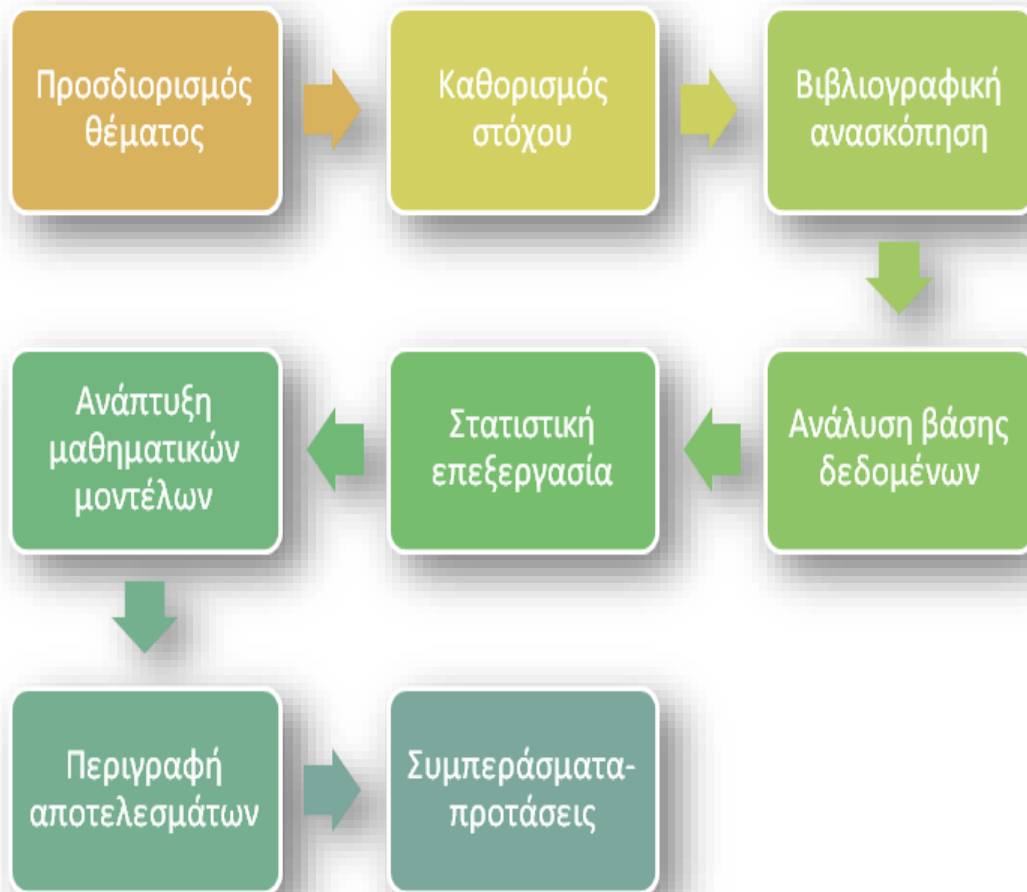 Προσδιορισμός
θέματος
Καθορισμός
στόχου
Βιβλιογραφική
ανασκόπηση
Ανάλυση βάσης
δεδομένων
Στατιστική
επεξεργασία
Ανάπτυξη
μαθηματικών
μοντέλων
Περιγραφή
αποτελεσμάτων
Συμπεράσματα-
προτάσεις